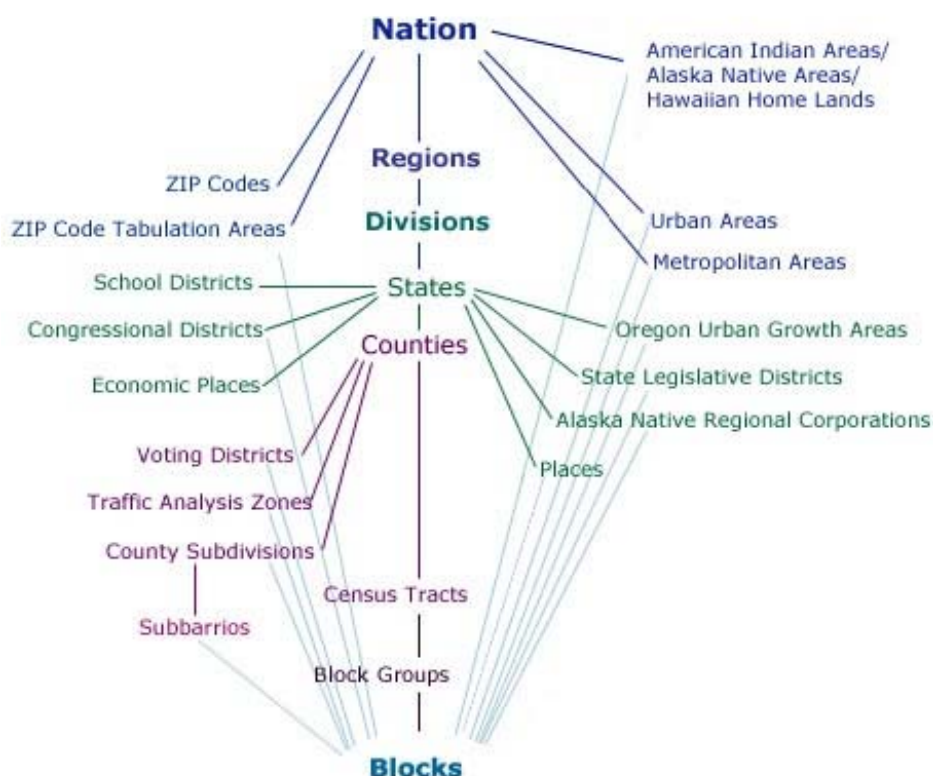 Nation
American Indian Areas/
Alaska Native Areas/
Hawaiian Home Lands
Regions
ZIP Codes
Divisions
Urban Areas
ZIP Code Tabulation Areas
Metropolitan Areas
School Districts
States
Congressional Districts
Oregon Urban Growth Areas
Counties
Economic Places
State Legislative Districts
Alaska Native Regional Corporations
Voting Districts
Places
Traffic Analysis Zones
County Subdivisions
Census Tracts
Subbarrios
Block Groups
Blocks